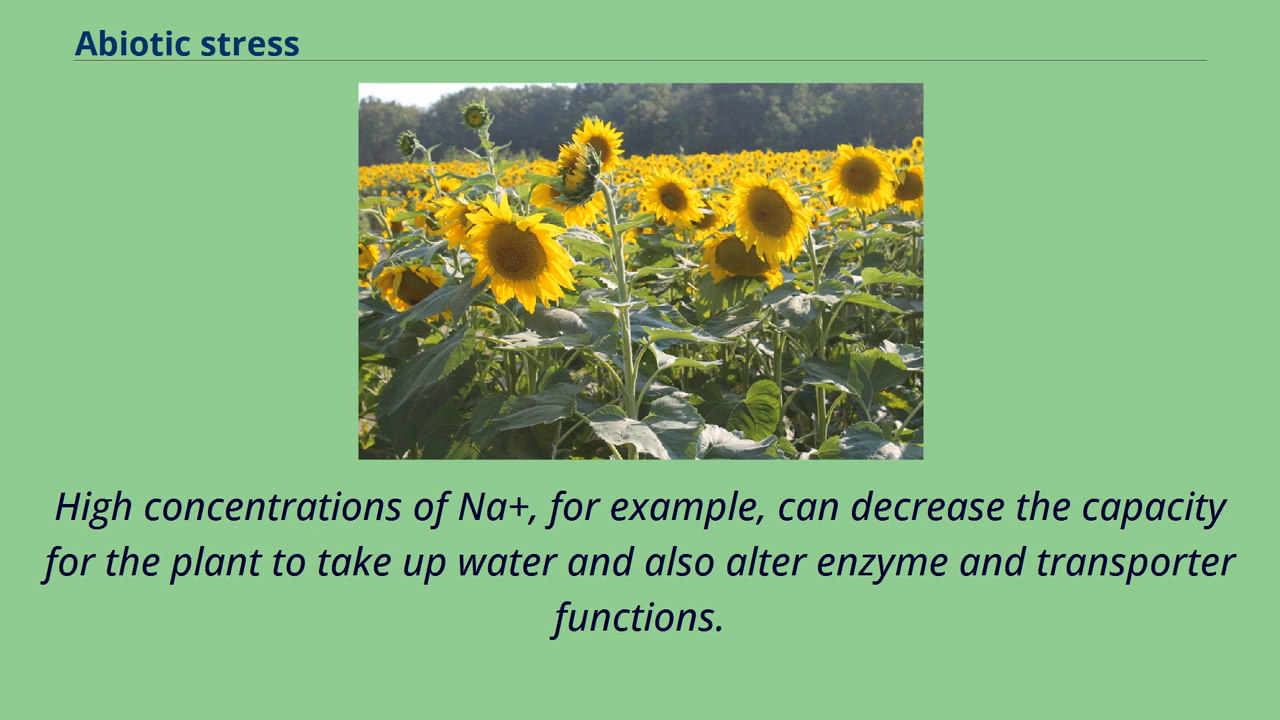 Abiotic stress
High concentrations of Na+, for example, can decrease the capacity
for the plant to take up water and also alter enzyme and transporter
functions.